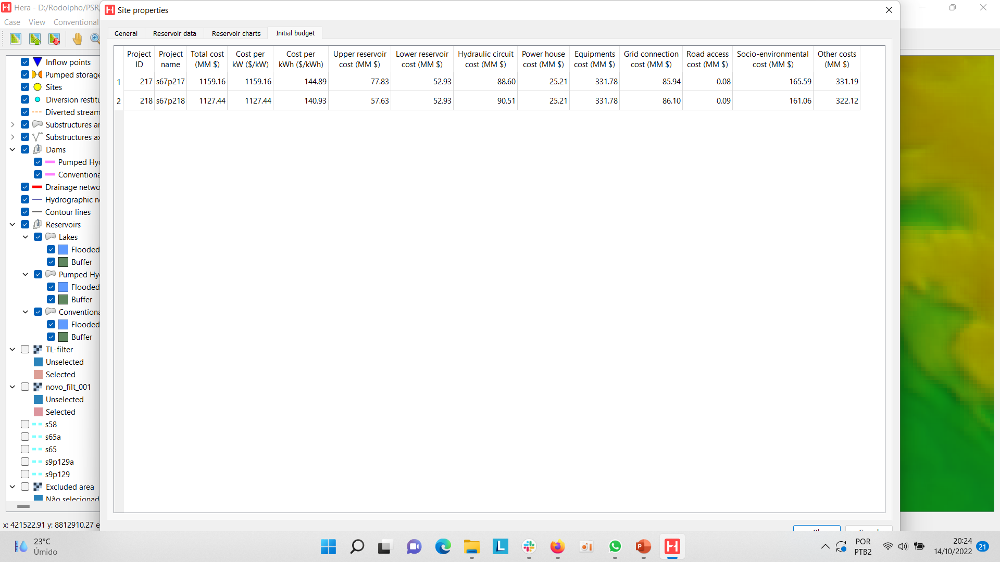 Hera - D:/Rodolpho/PSR/
Site properties
Case View Conventional
General Reservoir data Reservoir charts Initial budget
Project ID Project name Total cost (MM $) Cost per kW ($/kW) Cost per kWh ($/kWh) Upper reservoir cost (MM $) Lower reservoir cost (MM $) Hydraulic circuit cost (MM $) Power house cost (MM $) Equipments cost (MM $) Grid connection cost (MM $) Road access cost (MM $) Socio-environmental cost (MM $) Other costs (MM $)
1 217 s67p217 1159.16 1159.16 144.89 77.83 52.93 88.60 25.21 331.78 85.94 0.08 165.59 331.19
2 218 s67p218 1127.44 1127.44 140.93 57.63 52.93 90.51 25.21 331.78 86.10 0.09 161.06 322.12
Inflow points
Pumped storage
Sites
Diversion restitu
Diverted stream
Substructures ar
Substructures ax
Dams
Pumped Hyd
Conventiona
Drainage netwo
Hydrographic ne
Contour lines
Reservoirs
Lakes
Flooded
Buffer
Pumped Hyd
Flooded
Buffer
Conventiona
Flooded
Buffer
TL-filter
Unselected
Selected
novo_filt_001
Unselected
Selected
s58
s65a
s65
s9p129a
s9p129
Excluded area
Não selecionad
x: 421522.91 y: 8812910.27 e
23°C
Úmido
POR
PTB2
20:24
14/10/2022
21